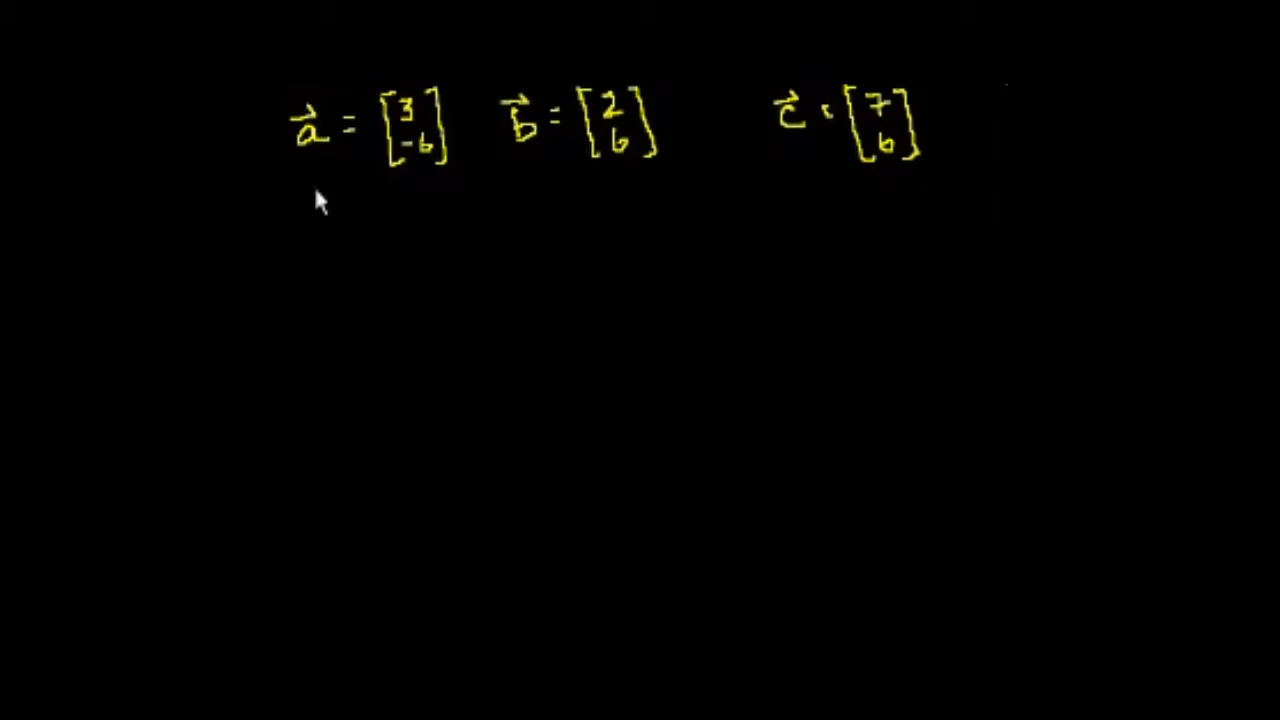 a⃗ = [3 -6] b⃗ = [2 6] c⃗ = [7 6]